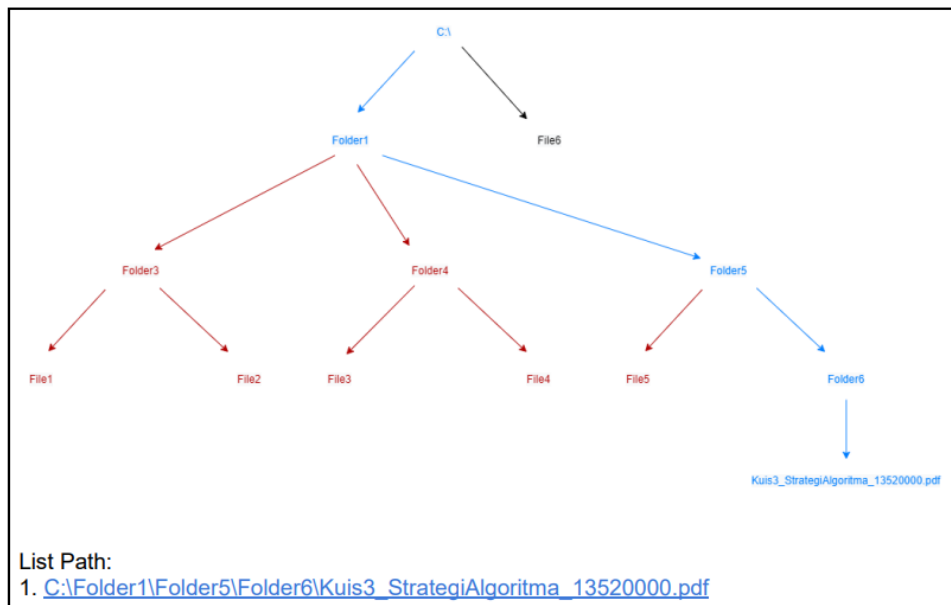 C:\
Folder1 File6
Folder3 Folder4 Folder5
File1 File2 File3 File4 File5 Folder6
Kuis3_StrategiAlgoritma_13520000.pdf
List Path:
1. C:\Folder1\Folder5\Folder6\Kuis3_StrategiAlgoritma_13520000.pdf